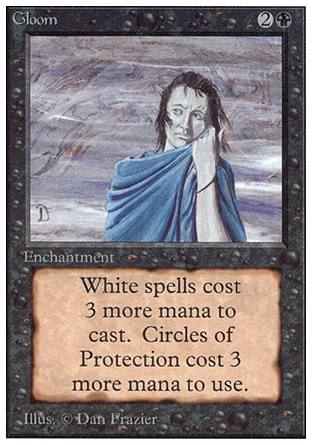 Gloom 2
D
Enchantment
White spells cost
3 more mana to
cast. Circles of
Protection cost 3
more mana to use.
Illus. © Dan Frazier